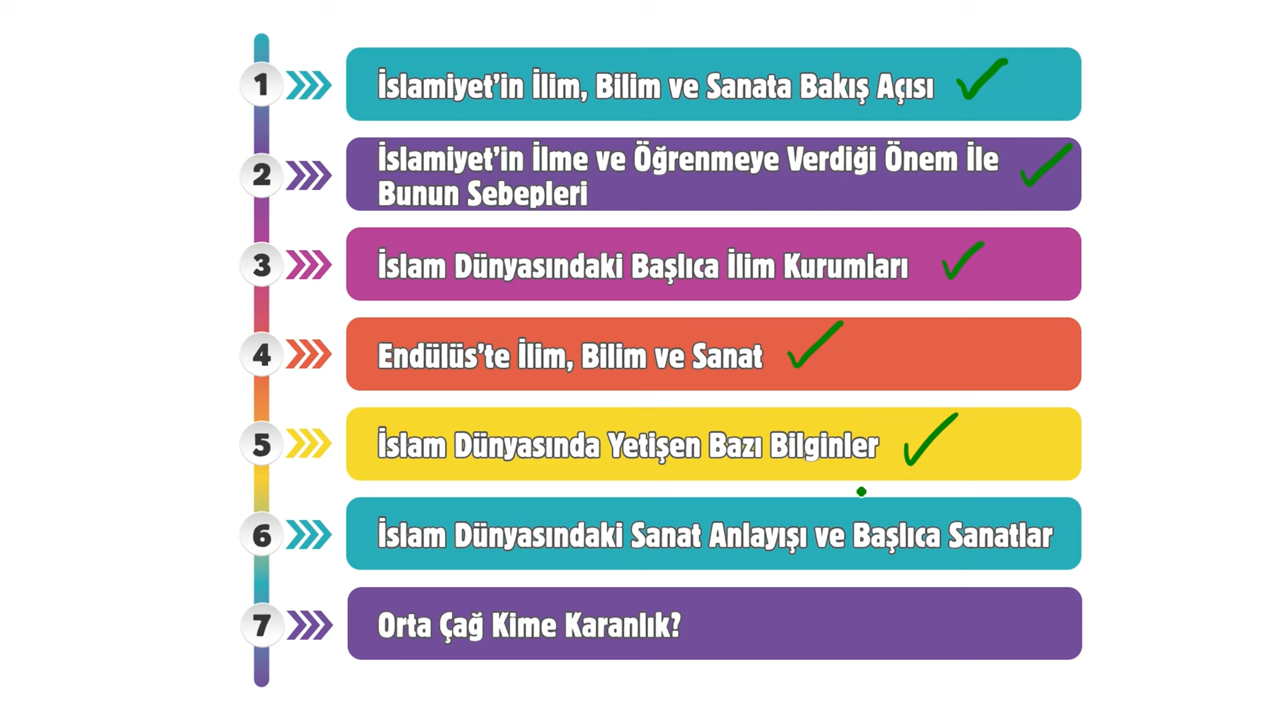 1
İslamiyet'in İlim, Bilim ve Sanata Bakış Açısı
2
İslamiyet'in İlme ve Öğrenmeye Verdiği Önem İle
Bunun Sebepleri
3
İslam Dünyasındaki Başlıca İlim Kurumları
4
Endülüs'te İlim, Bilim ve Sanat
5
İslam Dünyasında Yetişen Bazı Bilginler
6
İslam Dünyasındaki Sanat Anlayışı ve Başlıca Sanatlar
7
Orta Çağ Kime Karanlık?